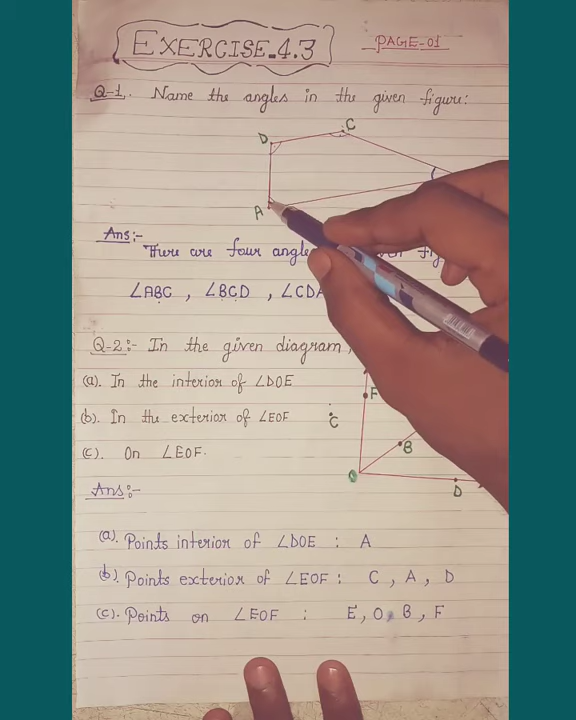 EXERCISE-4.3
PAGE-01
Q-1. Name the angles in the given figure:
D
C
A
Ans:-
There are four angle
∠ABC , ∠BCD , ∠CDA
Q-2:- In the given diagram,
(a). In the interior of ∠DOE
(b). In the exterior of ∠EOF
(c). On ∠EOF.
F
C
B
O
D
Ans:-
(a). Points interior of ∠DOE : A
(b). Points exterior of ∠EOF : C , A , D
(c). Points on ∠EOF : E, O, B , F